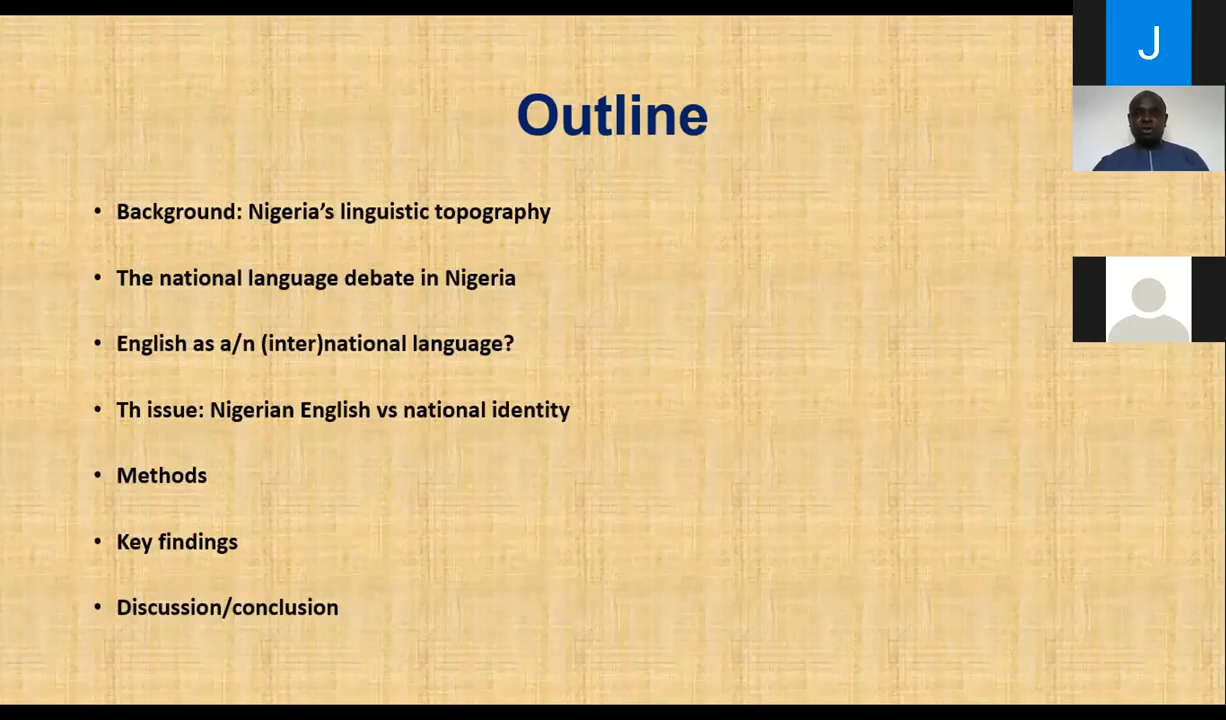 Outline
• Background: Nigeria’s linguistic topography
• The national language debate in Nigeria
• English as a/n (inter)national language?
• Th issue: Nigerian English vs national identity
• Methods
• Key findings
• Discussion/conclusion
J